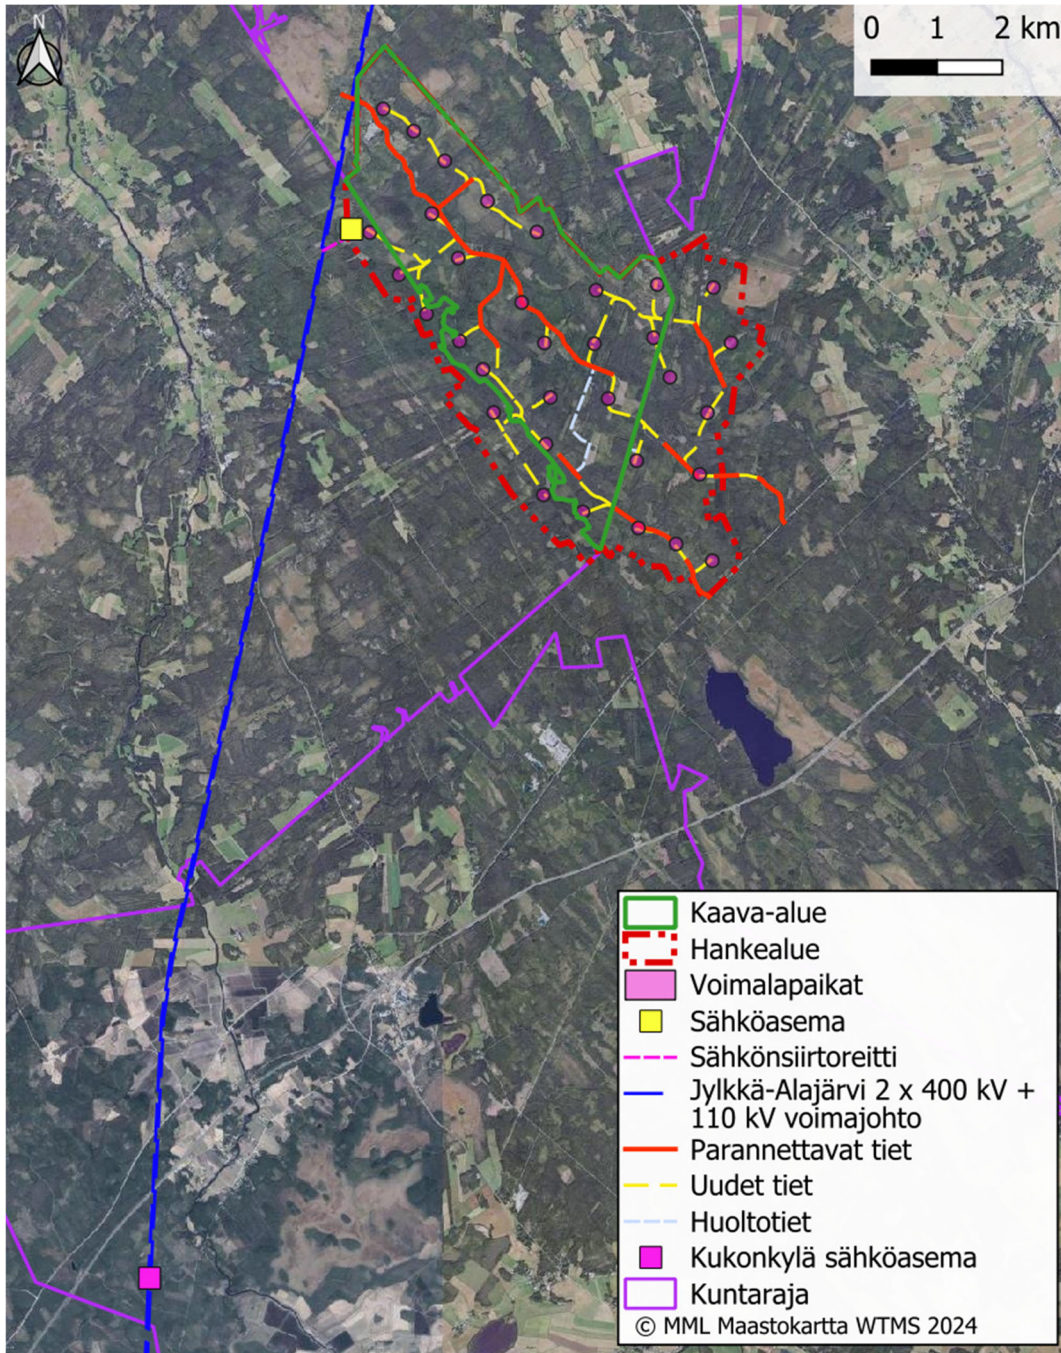 N
0 1 2 km
Kaava-alue
Hankealue
Voimalapaikat
Sähköasema
Sähkönsiirtoreitti
Jylkkä-Alajärvi 2 x 400 kV +
110 kV voimajohto
Parannettavat tiet
Uudet tiet
Huoltotiet
Kukonkylä sähköasema
Kuntaraja
© MML Maastokartta WTMS 2024